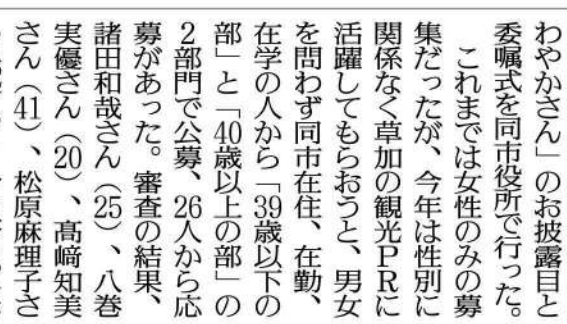 わやかさん」のお披露目と
委嘱式を同市役所で行った。
これまでは女性のみの募
集だったが、今年は性別に
関係なく草加の観光ＰＲに
活躍してもらおうと、男女
を問わず同市在住、在勤、
在学の人から「39歳以下の
部」と「40歳以上の部」の
２部門で公募、26人から応
募があった。審査の結果、
諸田和哉さん（25）、八巻
実優さん（20）、髙﨑知美
さん（41）、松原麻理子さ